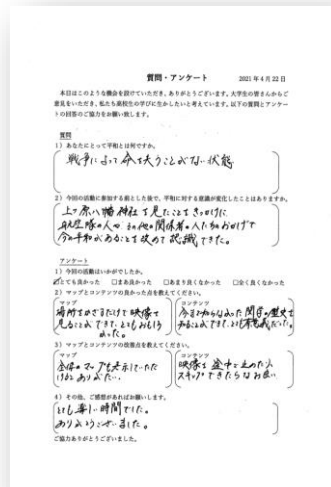 質問・アンケート　2021年4月22日
本日はこのような機会を設けていただき、ありがとうございます。大学生の皆さんからご
意見をいただき、私たち高校生の学びに生かしたいと考えています。以下の質問とアンケー
トの回答のご協力をお願い致します。
質問
1）あなたにとって平和とは何ですか。
戦争によって命を失うことがない状態
2）今回の活動に参加する前とした後で、平和に対する意識が変化したことはありますか。
上ヶ原八幡神社を見たことをきっかけに
航空隊の人や その他の関係者の人たちのおかげで
今の平和があることを改めて認識できた。
アンケート
1）今回の活動はいかがでしたか。
☑とても良かった　□まあ良かった　□あまり良くなかった　□全く良くなかった
2）マップとコンテンツの良かった点を教えてください。
マップ
場所をかざるだけで映像で
見ることができて、とてもおもしろ
かった。
コンテンツ
今まで知らなかった関学の歴史を
知ることができて、とても
3）マップとコンテンツの改善点を教えてください。
マップ
全体のマップも表示していただ
けるとありがたい。
コンテンツ
映像を途中で止めたり
スキップできたらなお良い
4）その他、ご感想があればお願いします。
とても楽しい時間でした。
ありがとうございました。
ご協力ありがとうございました。